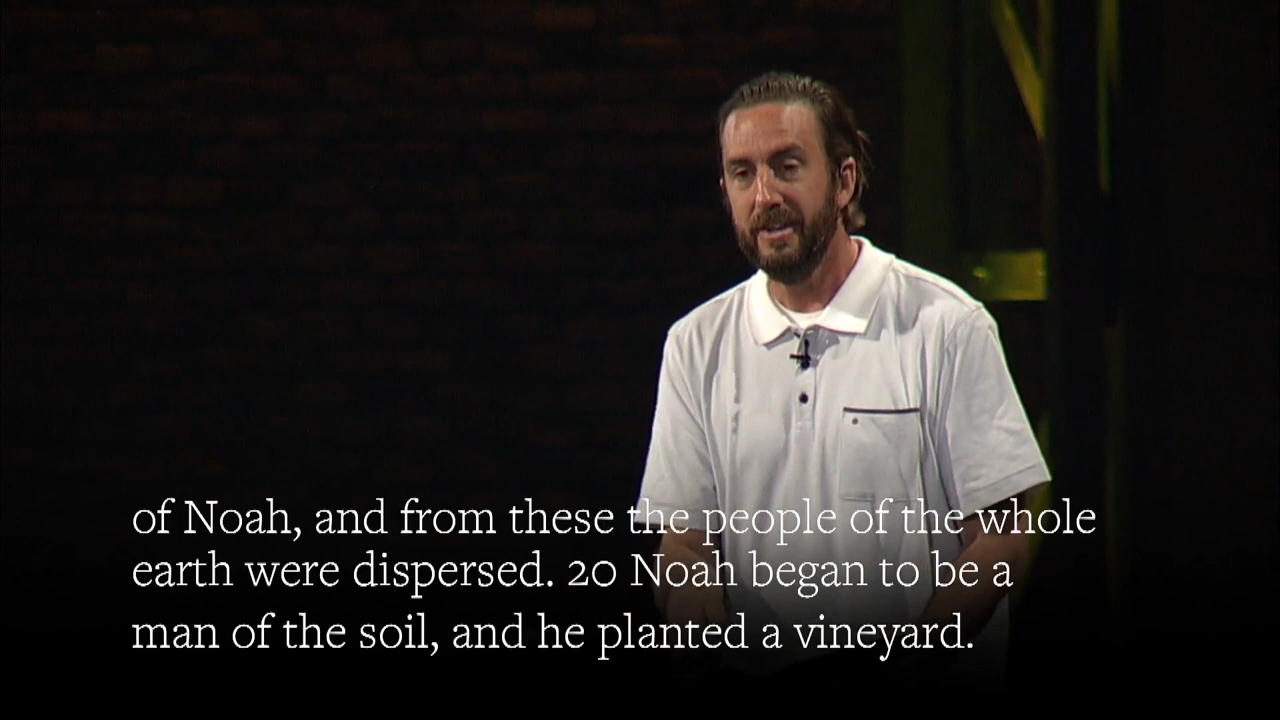 of Noah, and from these the people of the whole
earth were dispersed. 20 Noah began to be a
man of the soil, and he planted a vineyard.